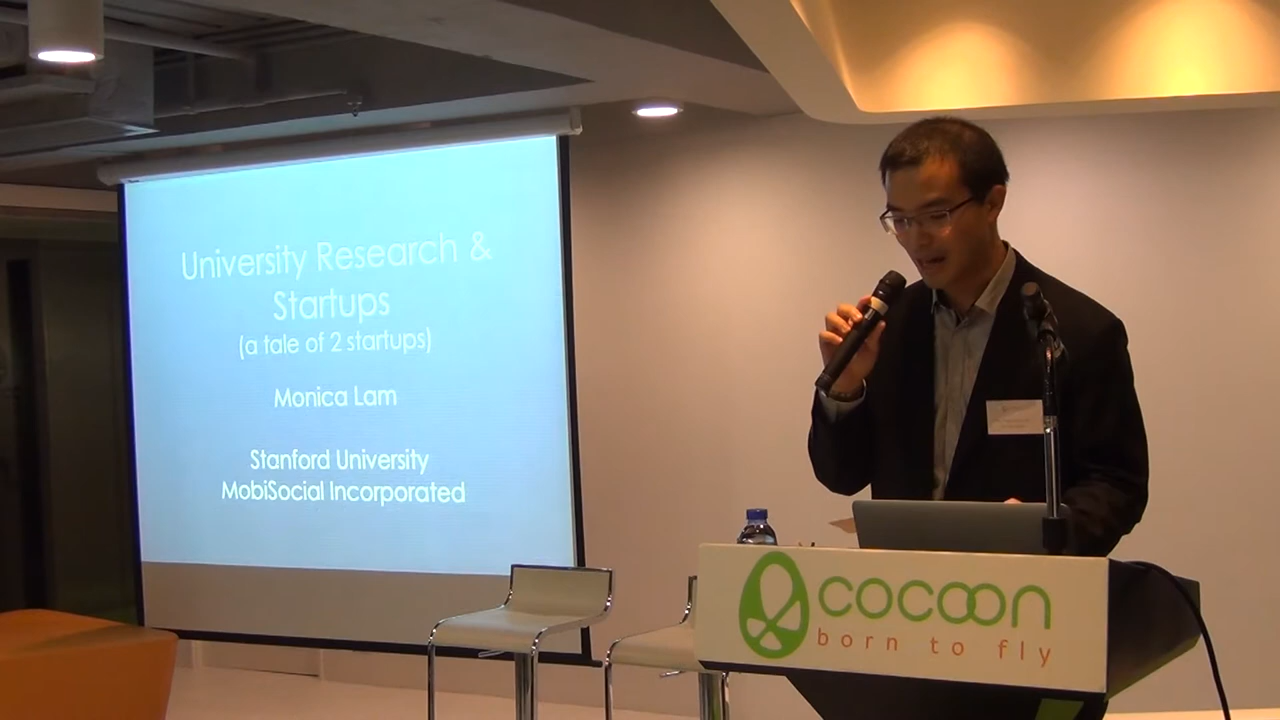 University Research &
Startups
(a tale of 2 startups)
Monica Lam
Stanford University
MobiSocial Incorporated
cocoon
born to fly